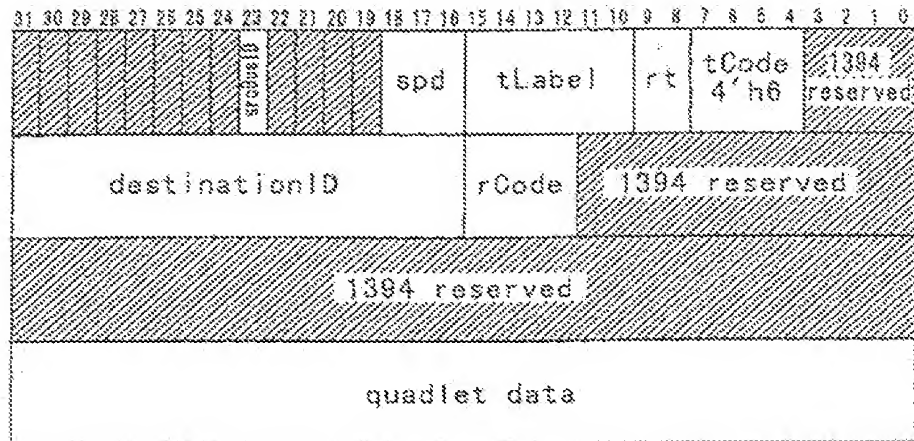 31 30 29 28 27 26 25 24 23 22 21 20 19 18 17 16 15 14 13 12 11 10 9 8 7 6 5 4 3 2 1 0
spd tLabel rt tCode 1394
4'h6 reserved
destinationID rCode 1394 reserved
1394 reserved
quadlet data